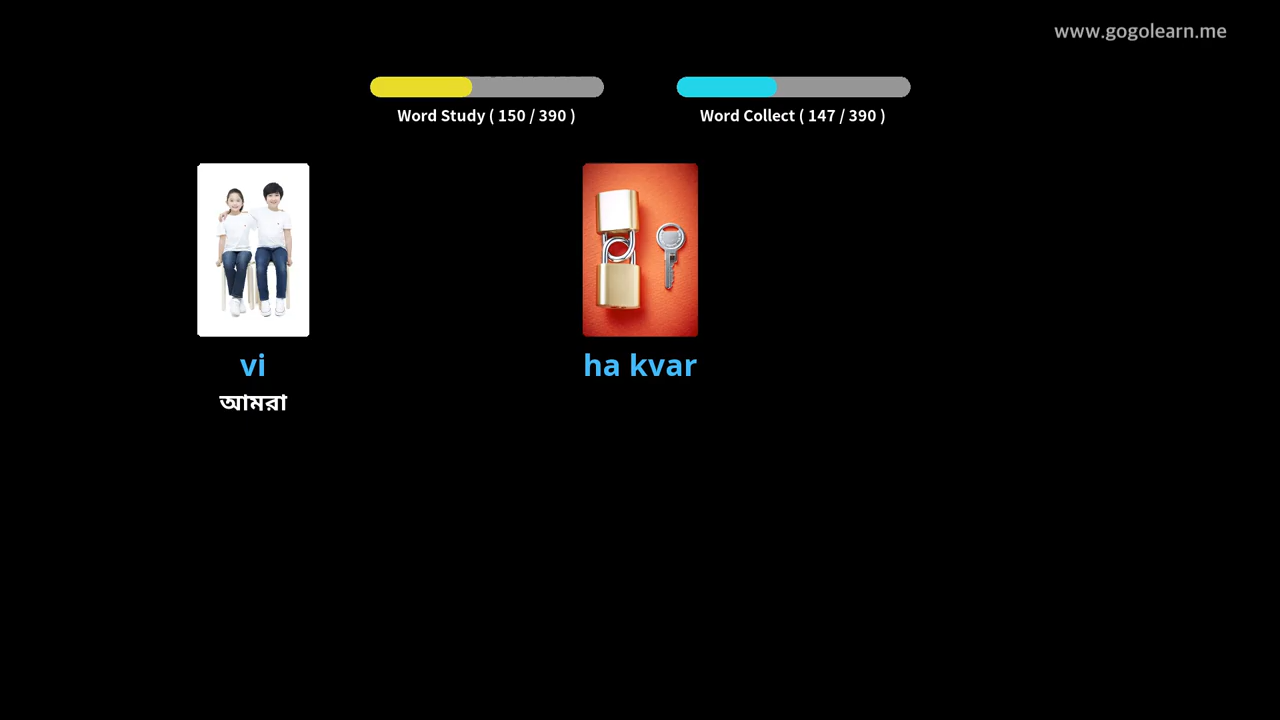 www.gogolearn.me
Word Study ( 150 / 390 )
Word Collect ( 147 / 390 )
vi
আমরা
ha kvar